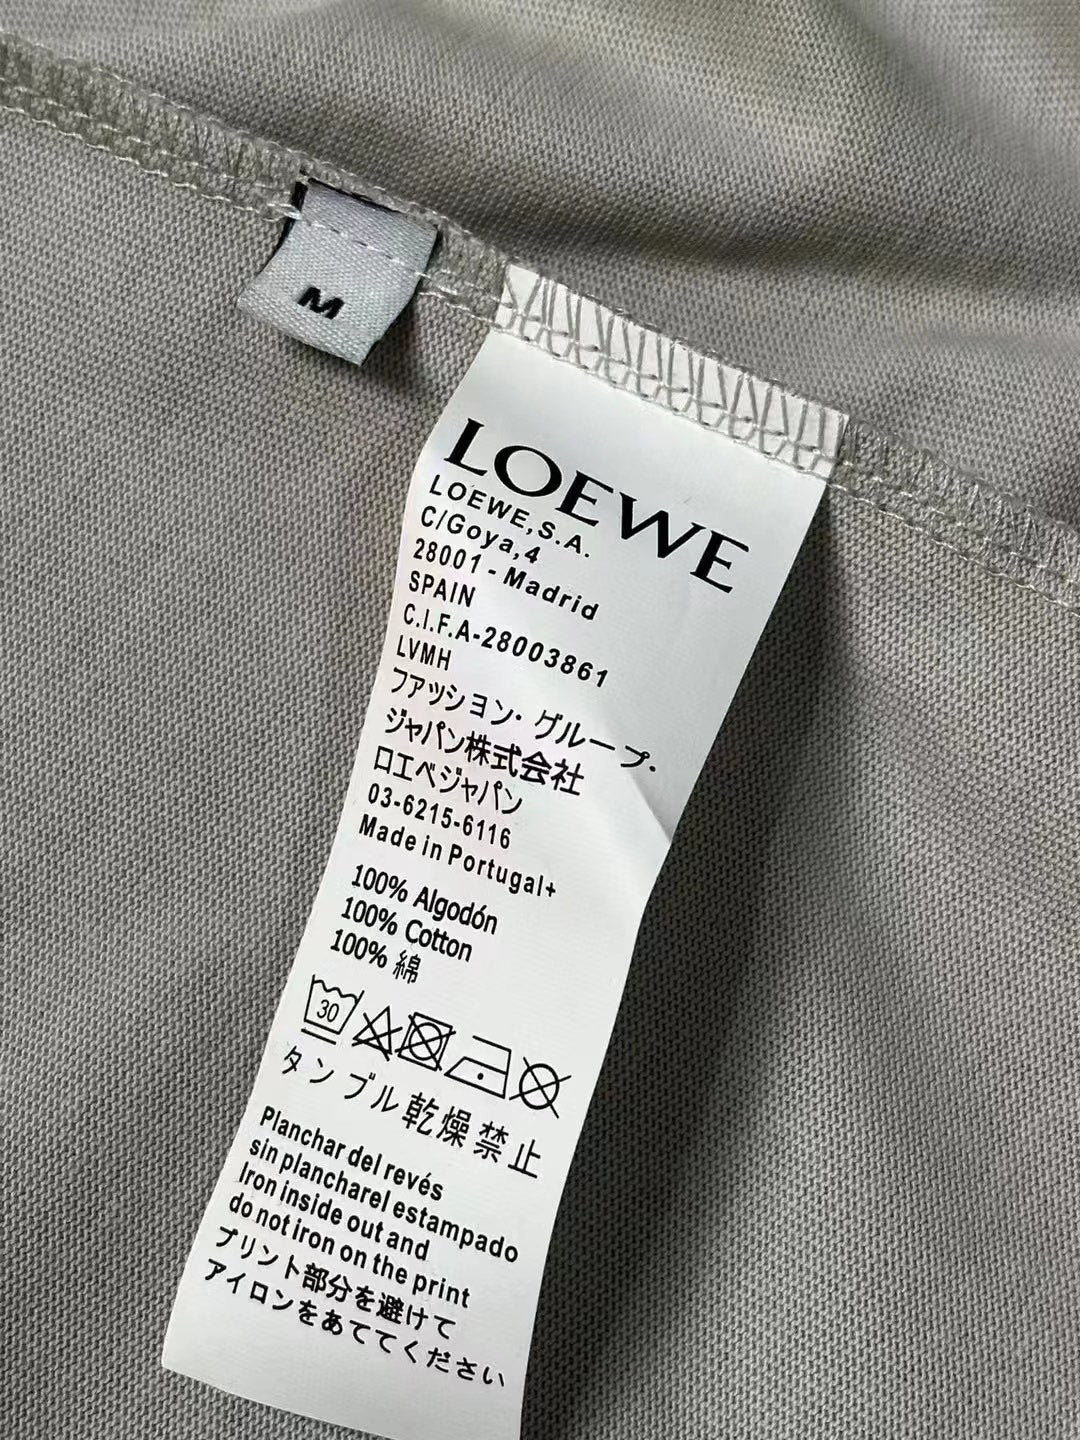 M
LOEWE
LOEWE,S.A.
C/Goya,4
28001 - Madrid
SPAIN
C.I.F.A-28003861
LVMH
ファッション・グループ.
ジャパン株式会社
ロエベジャパン
03-6215-6116
Made in Portugal+
100% Algodón
100% Cotton
100% 綿
30
タンブル乾燥禁止
Planchar del revés
sin plancharel estampado
Iron inside out and
do not iron on the print
プリント部分を避けて
アイロンをあててください